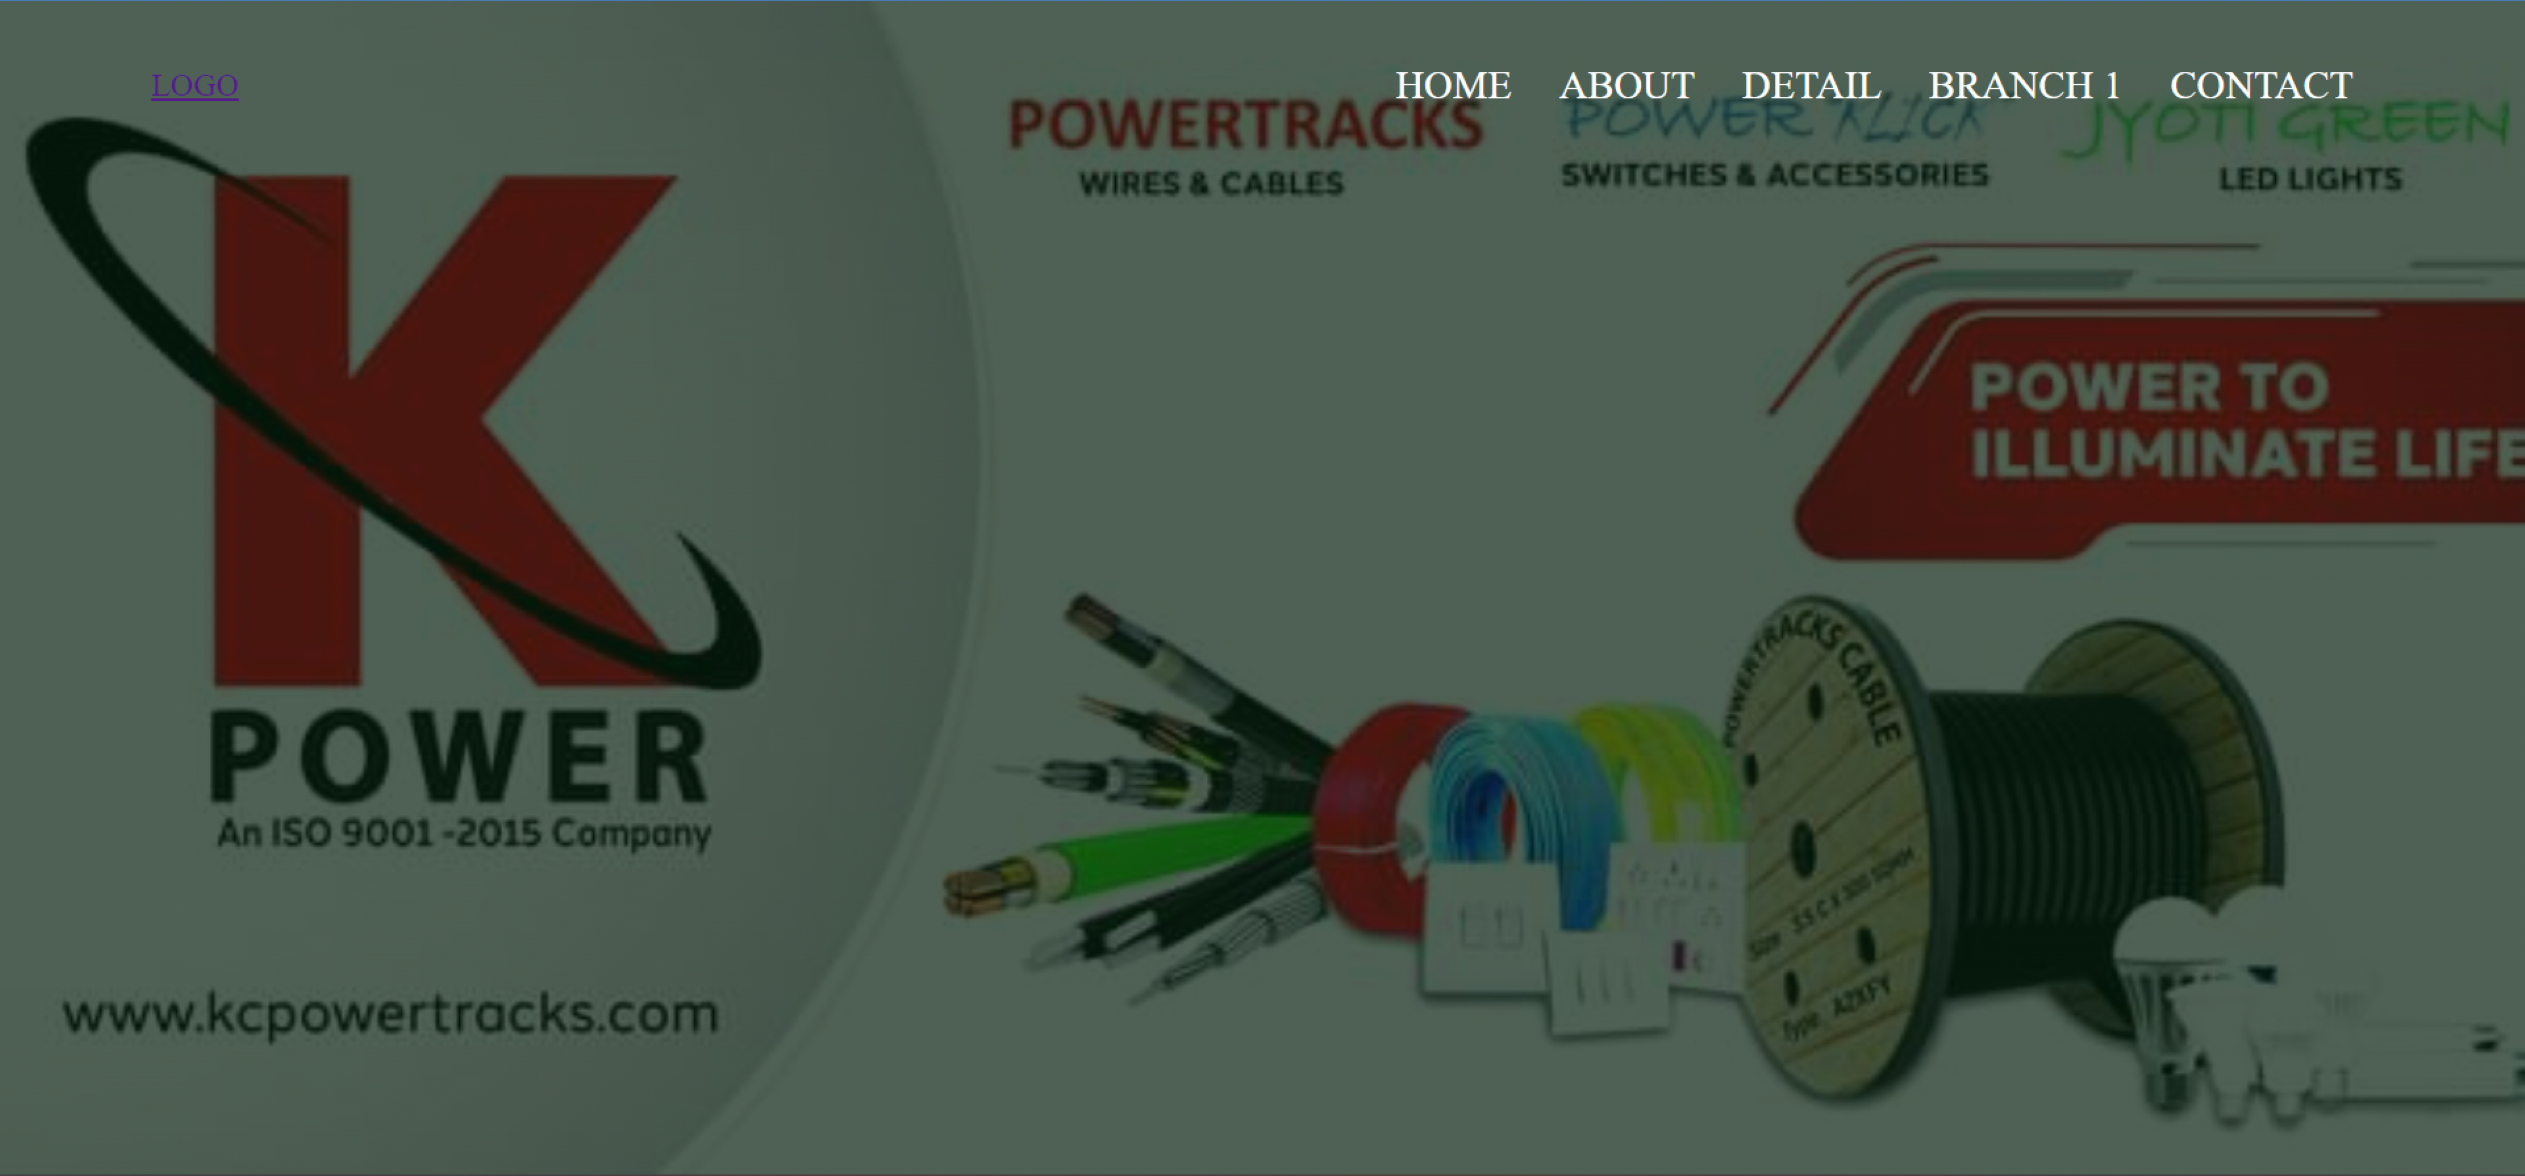 LOGO
HOME ABOUT DETAIL BRANCH 1 CONTACT
POWERTRACKS
WIRES & CABLES
POWER KLICK
SWITCHES & ACCESSORIES
JYOTI GREEN
LED LIGHTS
K
POWER
An ISO 9001 -2015 Company
www.kcpowertracks.com
POWER TO
ILLUMINATE LIFE
POWERTRACKS CABLE
Size 3.5 C X 300 SQMM
Type A2XFY